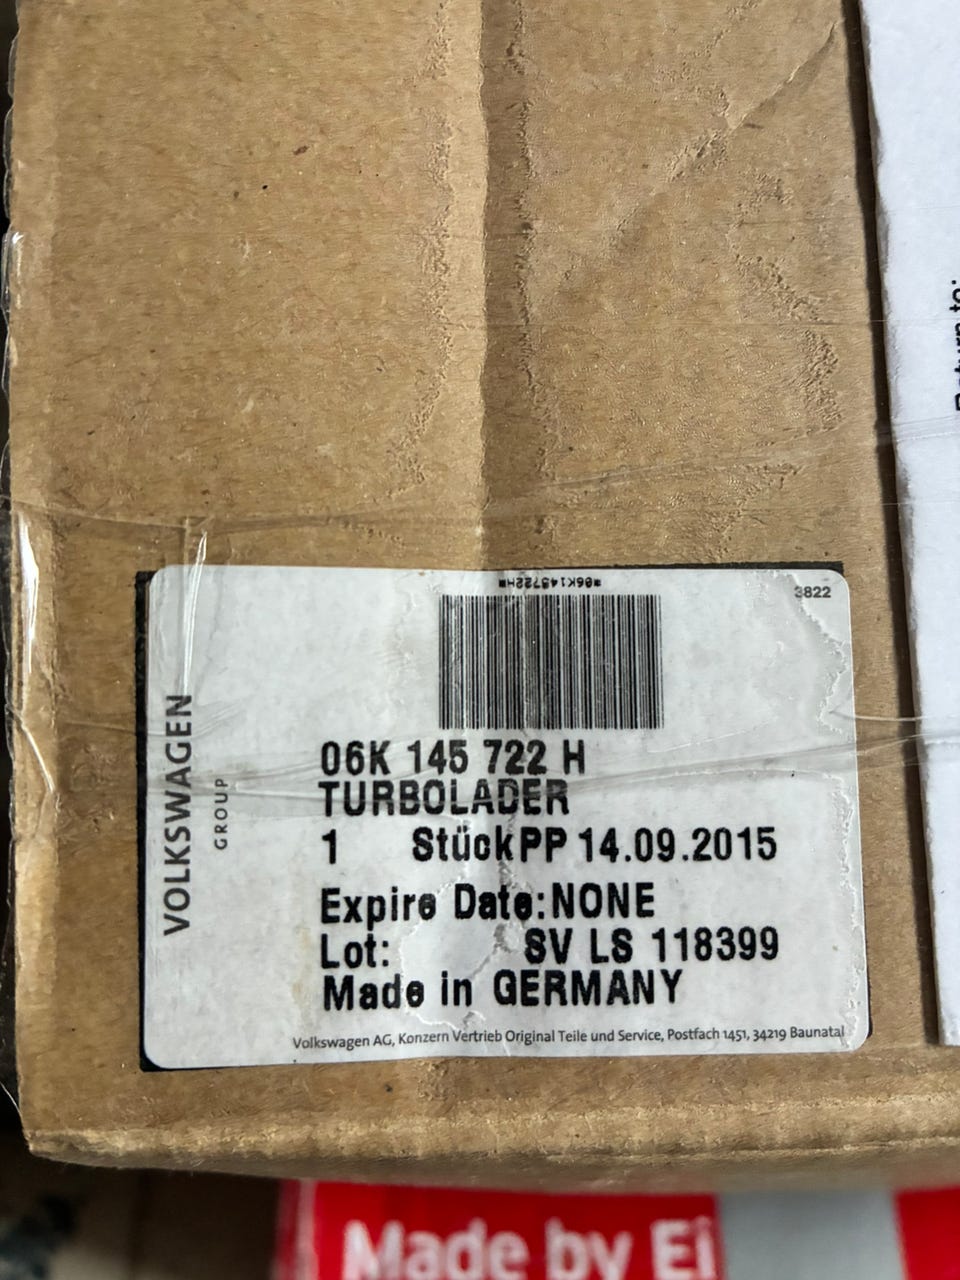 Return to:
*06K145722H*
3822
VOLKSWAGEN
GROUP
06K 145 722 H
TURBOLADER
1 Stück PP 14.09.2015
Expire Date: NONE
Lot: SV LS 118399
Made in GERMANY
Volkswagen AG, Konzern Vertrieb Original Teile und Service, Postfach 1451, 34219 Baunatal
Made by Ei